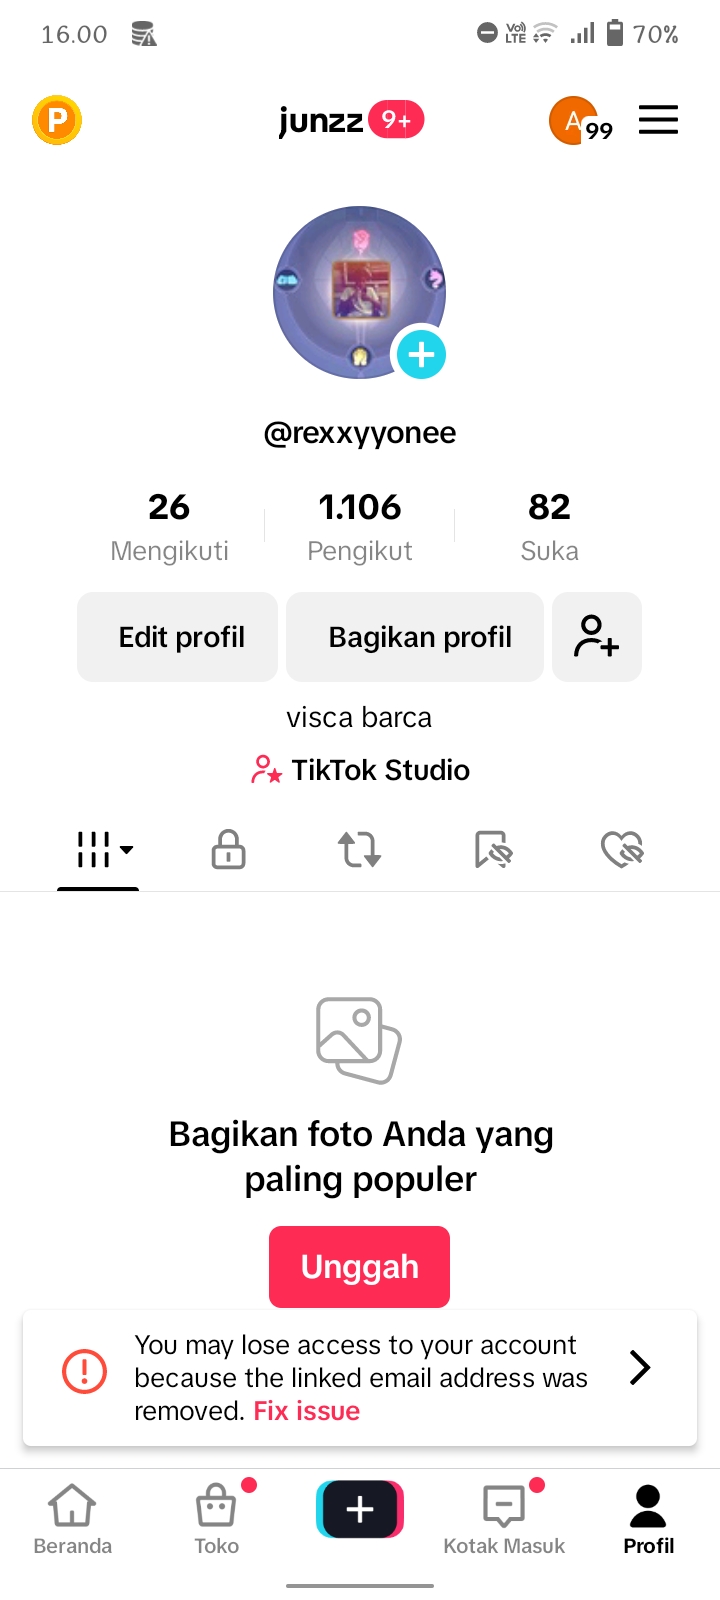 16.00 Vo) LTE 70%
P junzz 9+ A 99
@rexxyyonee
26 1.106 82
Mengikuti Pengikut Suka
Edit profil Bagikan profil
visca barca
TikTok Studio
Bagikan foto Anda yang
paling populer
Unggah
You may lose access to your account
because the linked email address was
removed. Fix issue
Beranda Toko Kotak Masuk Profil